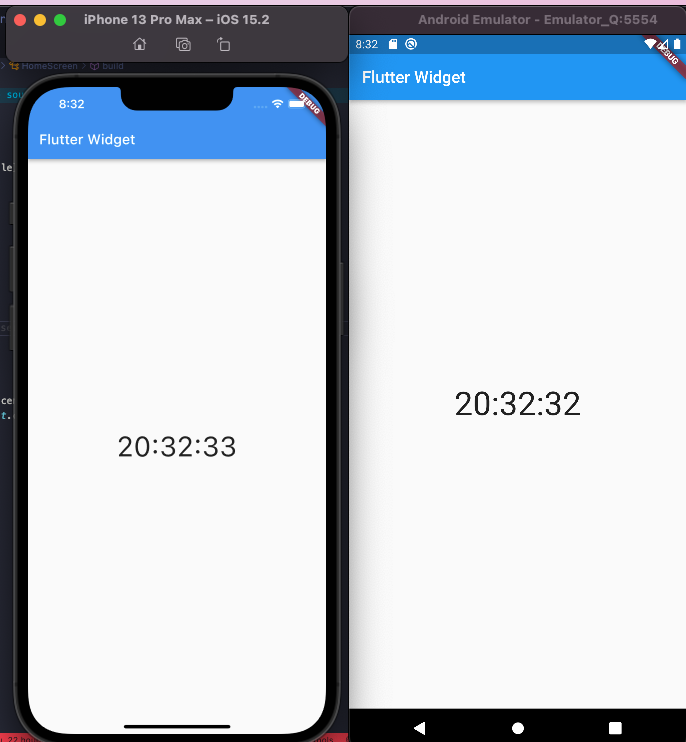 iPhone 13 Pro Max – iOS 15.2
HomeScreen
build
8:32
DEBUG
Flutter Widget
20:32:33
Android Emulator - Emulator_Q:5554
8:32
DEBUG
Flutter Widget
20:32:32